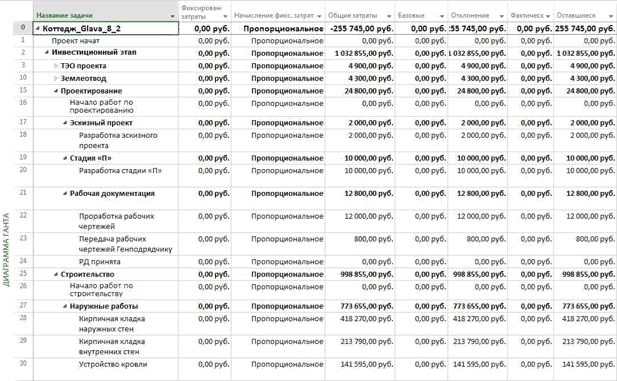 Название задачи Фиксирован затраты Начисление фикс. затрат Общие затраты Базовые Отклонение Фактическ Оставшиеся
0 Коттедж_Glava_8_2 0,00 руб. Пропорциональное -255 745,00 руб. 0,00 руб. 255 745,00 руб. 0,00 руб. 255 745,00 руб.
1 Проект начат 0,00 руб. Пропорциональное 0,00 руб. 0,00 руб. 0,00 руб. 0,00 руб. 0,00 руб.
2 Инвестиционый этап 0,00 руб. Пропорциональное 1 032 855,00 руб. 0,00 руб. 1 032 855,00 руб. 0,00 руб. 1 032 855,00 руб.
3 ТЭО проекта 0,00 руб. Пропорциональное 4 900,00 руб. 0,00 руб. 4 900,00 руб. 0,00 руб. 4 900,00 руб.
10 Землеотвод 0,00 руб. Пропорциональное 4 300,00 руб. 0,00 руб. 4 300,00 руб. 0,00 руб. 4 300,00 руб.
15 Проектирование 0,00 руб. Пропорциональное 24 800,00 руб. 0,00 руб. 24 800,00 руб. 0,00 руб. 24 800,00 руб.
16 Начало работ по 0,00 руб. Пропорциональное 0,00 руб. 0,00 руб. 0,00 руб. 0,00 руб. 0,00 руб.
проектированию
17 Эскизный проект 0,00 руб. Пропорциональное 2 000,00 руб. 0,00 руб. 2 000,00 руб. 0,00 руб. 2 000,00 руб.
18 Разработка эскизного 0,00 руб. Пропорциональное 2 000,00 руб. 0,00 руб. 2 000,00 руб. 0,00 руб. 2 000,00 руб.
проекта
19 Стадия «П» 0,00 руб. Пропорциональное 10 000,00 руб. 0,00 руб. 10 000,00 руб. 0,00 руб. 10 000,00 руб.
20 Разработка стадии «П» 0,00 руб. Пропорциональное 10 000,00 руб. 0,00 руб. 10 000,00 руб. 0,00 руб. 10 000,00 руб.
21 Рабочая документация 0,00 руб. Пропорциональное 12 800,00 руб. 0,00 руб. 12 800,00 руб. 0,00 руб. 12 800,00 руб.
22 Проработка рабочих 0,00 руб. Пропорциональное 12 000,00 руб. 0,00 руб. 12 000,00 руб. 0,00 руб. 12 000,00 руб.
чертежей
23 Передача рабочих 0,00 руб. Пропорциональное 800,00 руб. 0,00 руб. 800,00 руб. 0,00 руб. 800,00 руб.
чертежей Генподрядчику
24 РД принята 0,00 руб. Пропорциональное 0,00 руб. 0,00 руб. 0,00 руб. 0,00 руб. 0,00 руб.
25 Строительство 0,00 руб. Пропорциональное 998 855,00 руб. 0,00 руб. 998 855,00 руб. 0,00 руб. 998 855,00 руб.
26 Начало работ по 0,00 руб. Пропорциональное 0,00 руб. 0,00 руб. 0,00 руб. 0,00 руб. 0,00 руб.
строительству
27 Наружные работы 0,00 руб. Пропорциональное 773 655,00 руб. 0,00 руб. 773 655,00 руб. 0,00 руб. 773 655,00 руб.
28 Кирпичная кладка 0,00 руб. Пропорциональное 418 270,00 руб. 0,00 руб. 418 270,00 руб. 0,00 руб. 418 270,00 руб.
наружных стен
29 Кирпичная кладка 0,00 руб. Пропорциональное 213 790,00 руб. 0,00 руб. 213 790,00 руб. 0,00 руб. 213 790,00 руб.
внутренних стен
30 Устройство кровли 0,00 руб. Пропорциональное 141 595,00 руб. 0,00 руб. 141 595,00 руб. 0,00 руб. 141 595,00 руб.
ДИАГРАММА ГАНТА